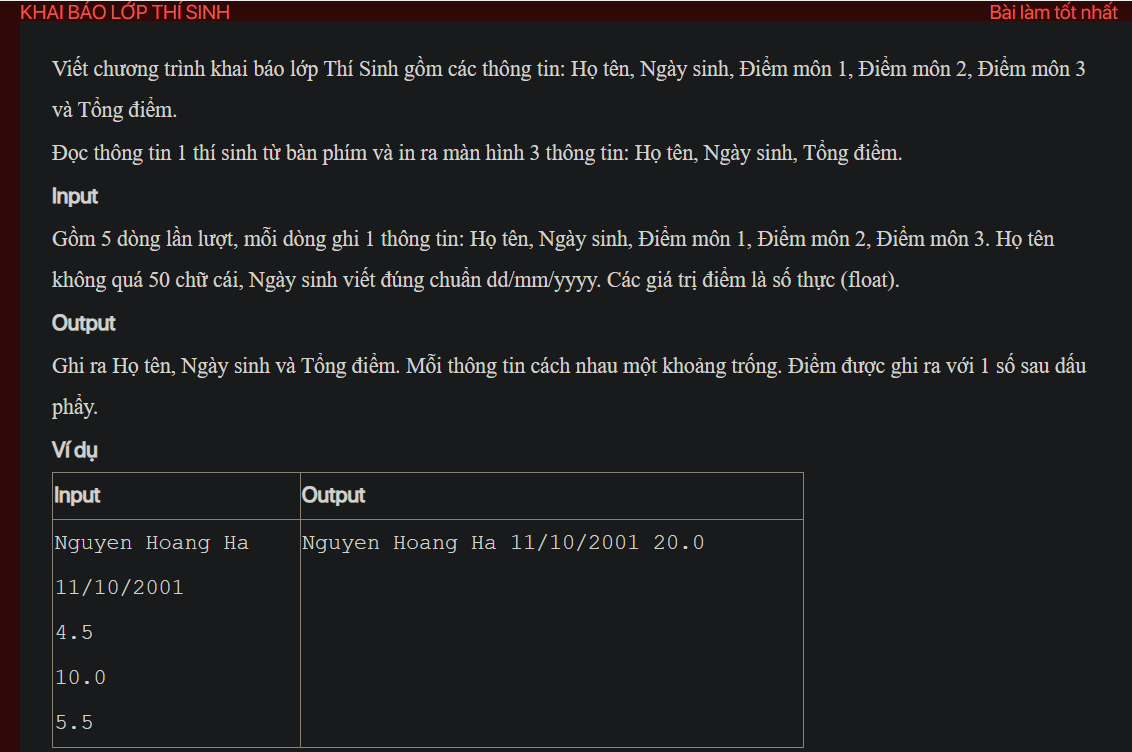 KHAI BÁO LỚP THÍ SINH
Bài làm tốt nhất
Viết chương trình khai báo lớp Thí Sinh gồm các thông tin: Họ tên, Ngày sinh, Điểm môn 1, Điểm môn 2, Điểm môn 3
và Tổng điểm.
Đọc thông tin 1 thí sinh từ bàn phím và in ra màn hình 3 thông tin: Họ tên, Ngày sinh, Tổng điểm.
Input
Gồm 5 dòng lần lượt, mỗi dòng ghi 1 thông tin: Họ tên, Ngày sinh, Điểm môn 1, Điểm môn 2, Điểm môn 3. Họ tên
không quá 50 chữ cái, Ngày sinh viết đúng chuẩn dd/mm/yyyy. Các giá trị điểm là số thực (float).
Output
Ghi ra Họ tên, Ngày sinh và Tổng điểm. Mỗi thông tin cách nhau một khoảng trống. Điểm được ghi ra với 1 số sau dấu
phẩy.
Ví dụ
Input
Output
Nguyen Hoang Ha
Nguyen Hoang Ha 11/10/2001 20.0
11/10/2001
4.5
10.0
5.5